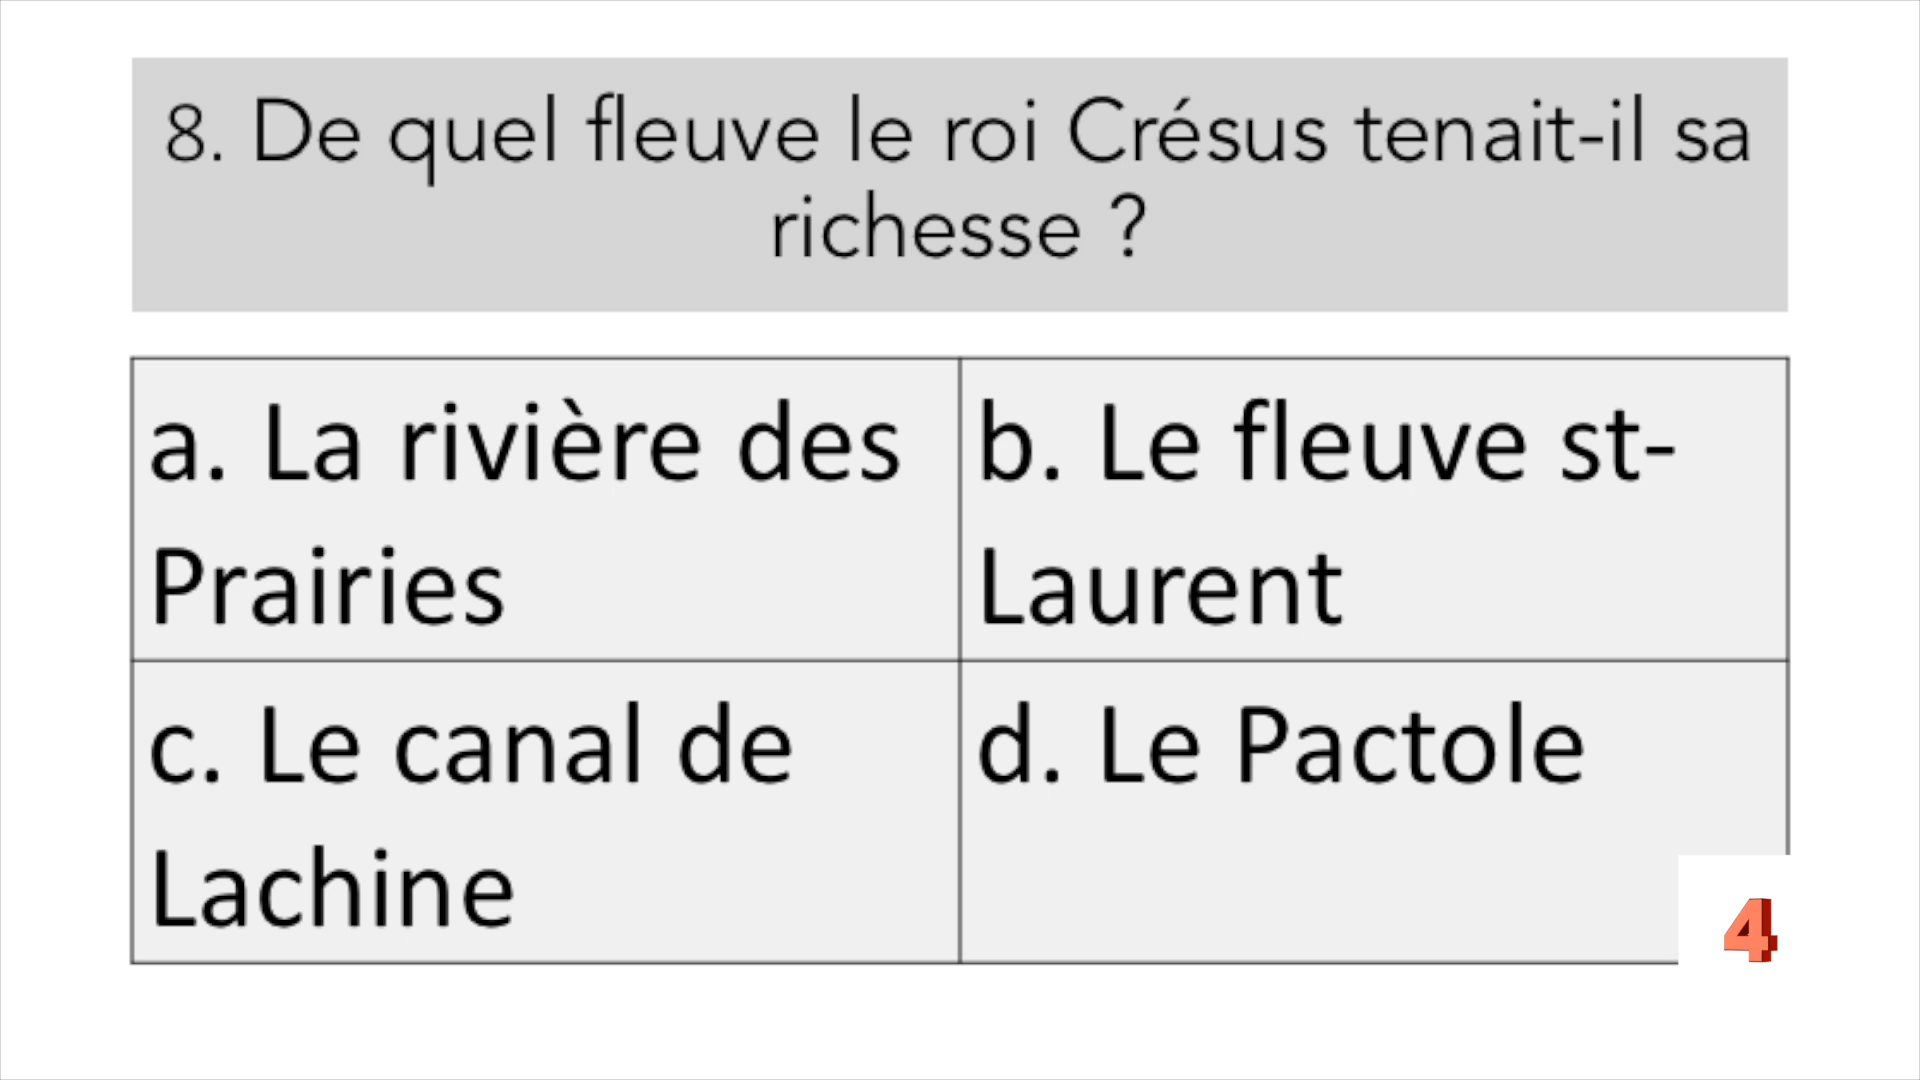 8. De quel fleuve le roi Crésus tenait-il sa
richesse ?
a. La rivière des
Prairies
b. Le fleuve st-
Laurent
c. Le canal de
Lachine
d. Le Pactole
4